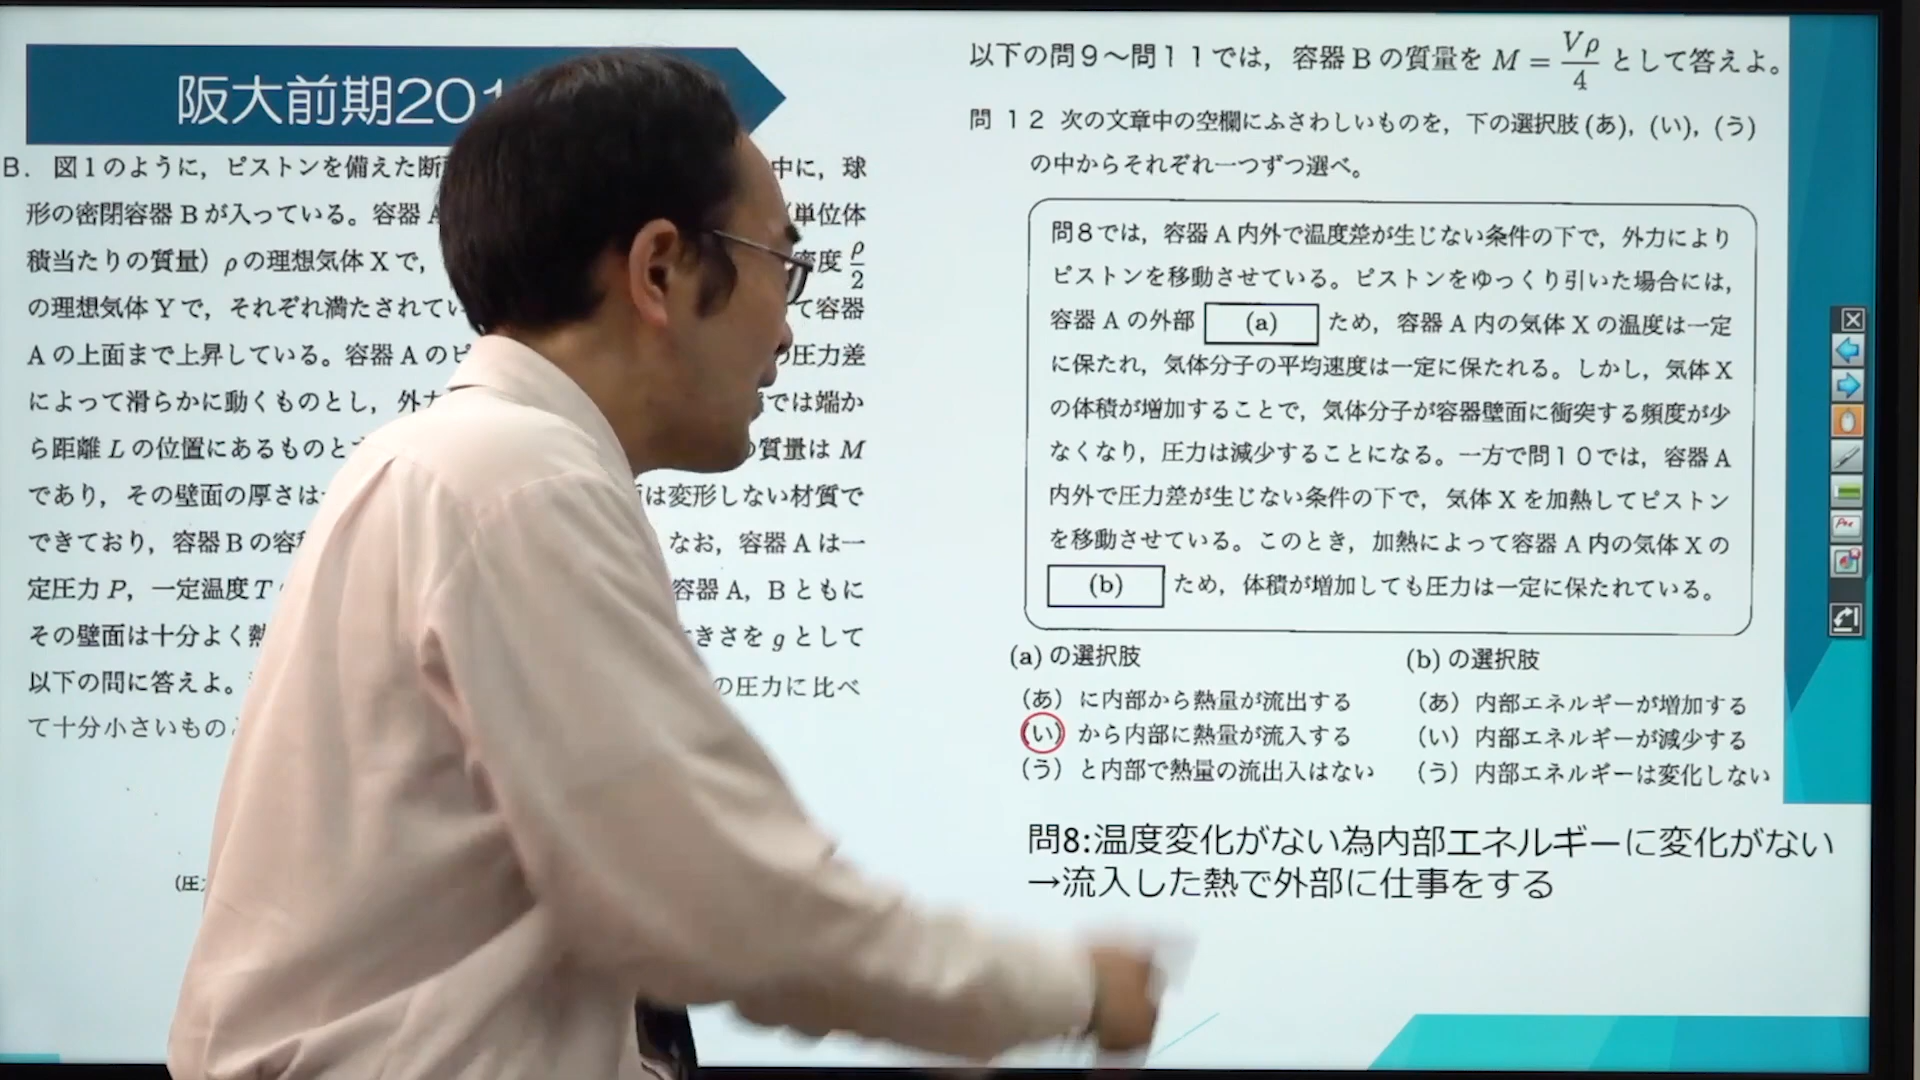 阪大前期20
B. 図1のように，ピストンを備えた断 中に，球
形の密閉容器Bが入っている。容器A （単位体
積当たりの質量）ρの理想気体Xで， 密度 ρ/2
の理想気体Yで，それぞれ満たされてい て容器
Aの上面まで上昇している。容器Aのピ の圧力差
によって滑らかに動くものとし，外 では端か
ら距離Lの位置にあるものと の質量はM
であり，その壁面の厚さは は変形しない材質で
できており，容器Bの容 なお，容器Aは一
定圧力P，一定温度T 容器A，Bともに
その壁面は十分よく熱 きさをgとして
以下の問に答えよ。 の圧力に比べ
て十分小さいもの
（圧
以下の問9〜問11では，容器Bの質量を M = Vρ/4 として答えよ。
問 12 次の文章中の空欄にふさわしいものを，下の選択肢(あ)，(い)，(う)
の中からそれぞれ一つずつ選べ。
問8では，容器A内外で温度差が生じない条件の下で，外力により
ピストンを移動させている。ピストンをゆっくり引いた場合には，
容器Aの外部 (a) ため，容器A内の気体Xの温度は一定
に保たれ，気体分子の平均速度は一定に保たれる。しかし，気体X
の体積が増加することで，気体分子が容器壁面に衝突する頻度が少
なくなり，圧力は減少することになる。一方で問10では，容器A
内外で圧力差が生じない条件の下で，気体Xを加熱してピストン
を移動させている。このとき，加熱によって容器A内の気体Xの
(b) ため，体積が増加しても圧力は一定に保たれている。
(a) の選択肢
(あ) に内部から熱量が流出する
(い) から内部に熱量が流入する
(う) と内部で熱量の流出入はない
(b) の選択肢
(あ) 内部エネルギーが増加する
(い) 内部エネルギーが減少する
(う) 内部エネルギーは変化しない
問8:温度変化がない為内部エネルギーに変化がない
→流入した熱で外部に仕事をする